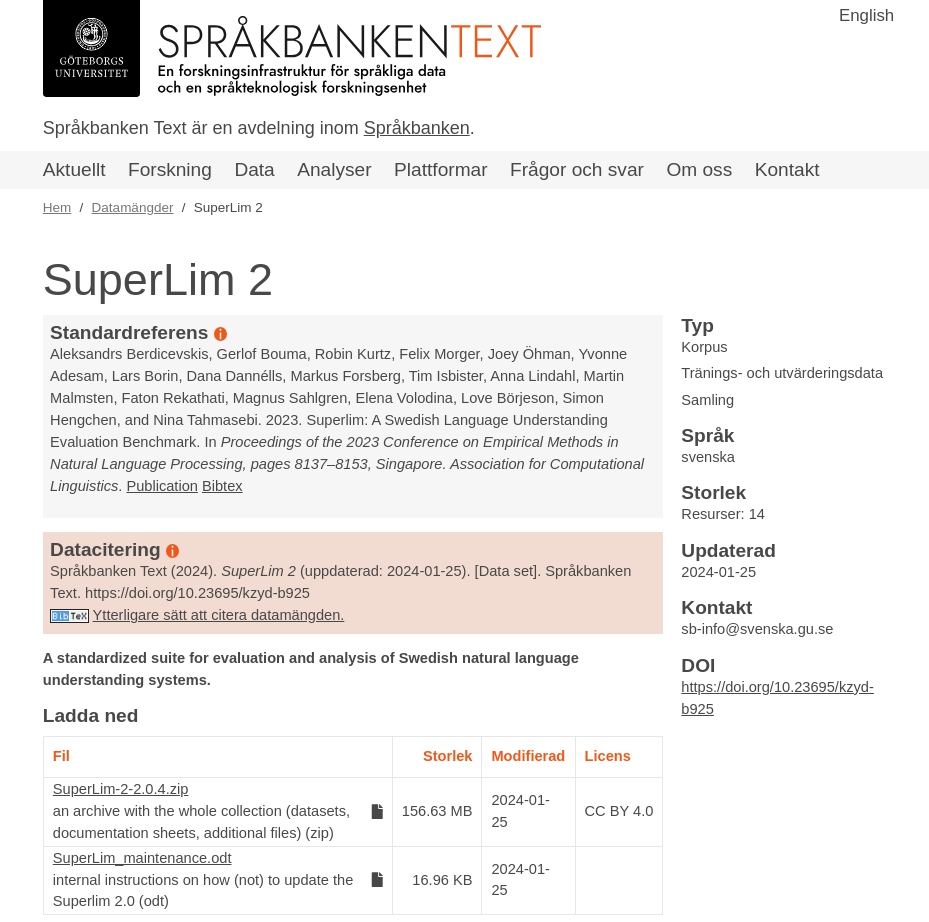 English
GÖTEBORGS
UNIVERSITET
SPRÅKBANKENTEXT
En forskningsinfrastruktur för språkliga data
och en språkteknologisk forskningsenhet
Språkbanken Text är en avdelning inom Språkbanken.
Aktuellt Forskning Data Analyser Plattformar Frågor och svar Om oss Kontakt
Hem / Datamängder / SuperLim 2
SuperLim 2
Standardreferens
Aleksandrs Berdicevskis, Gerlof Bouma, Robin Kurtz, Felix Morger, Joey Öhman, Yvonne
Adesam, Lars Borin, Dana Dannélls, Markus Forsberg, Tim Isbister, Anna Lindahl, Martin
Malmsten, Faton Rekathati, Magnus Sahlgren, Elena Volodina, Love Börjeson, Simon
Hengchen, and Nina Tahmasebi. 2023. Superlim: A Swedish Language Understanding
Evaluation Benchmark. In Proceedings of the 2023 Conference on Empirical Methods in
Natural Language Processing, pages 8137–8153, Singapore. Association for Computational
Linguistics. Publication Bibtex
Datacitering
Språkbanken Text (2024). SuperLim 2 (uppdaterad: 2024-01-25). [Data set]. Språkbanken
Text. https://doi.org/10.23695/kzyd-b925
BibTeX Ytterligare sätt att citera datamängden.
A standardized suite for evaluation and analysis of Swedish natural language
understanding systems.
Ladda ned
Fil Storlek Modifierad Licens
SuperLim-2-2.0.4.zip
an archive with the whole collection (datasets,
documentation sheets, additional files) (zip)
156.63 MB
2024-01-
25
CC BY 4.0
SuperLim_maintenance.odt
internal instructions on how (not) to update the
Superlim 2.0 (odt)
16.96 KB
2024-01-
25
Typ
Korpus
Tränings- och utvärderingsdata
Samling
Språk
svenska
Storlek
Resurser: 14
Updaterad
2024-01-25
Kontakt
sb-info@svenska.gu.se
DOI
https://doi.org/10.23695/kzyd-
b925